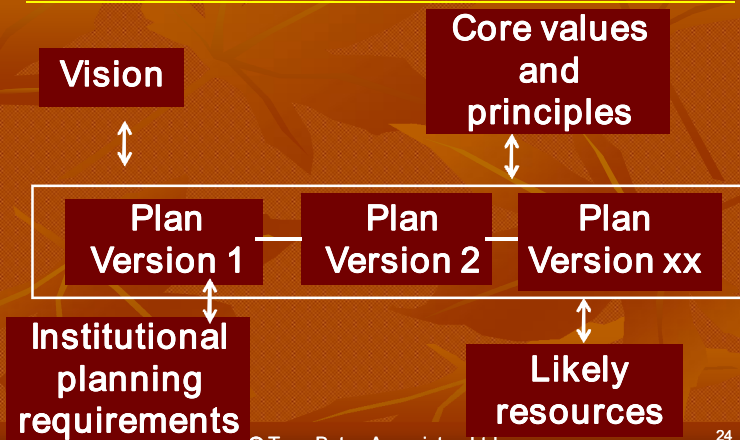 Vision
Core values
and
principles
Plan
Version 1
Plan
Version 2
Plan
Version xx
Institutional
planning
requirements
Likely
resources
24